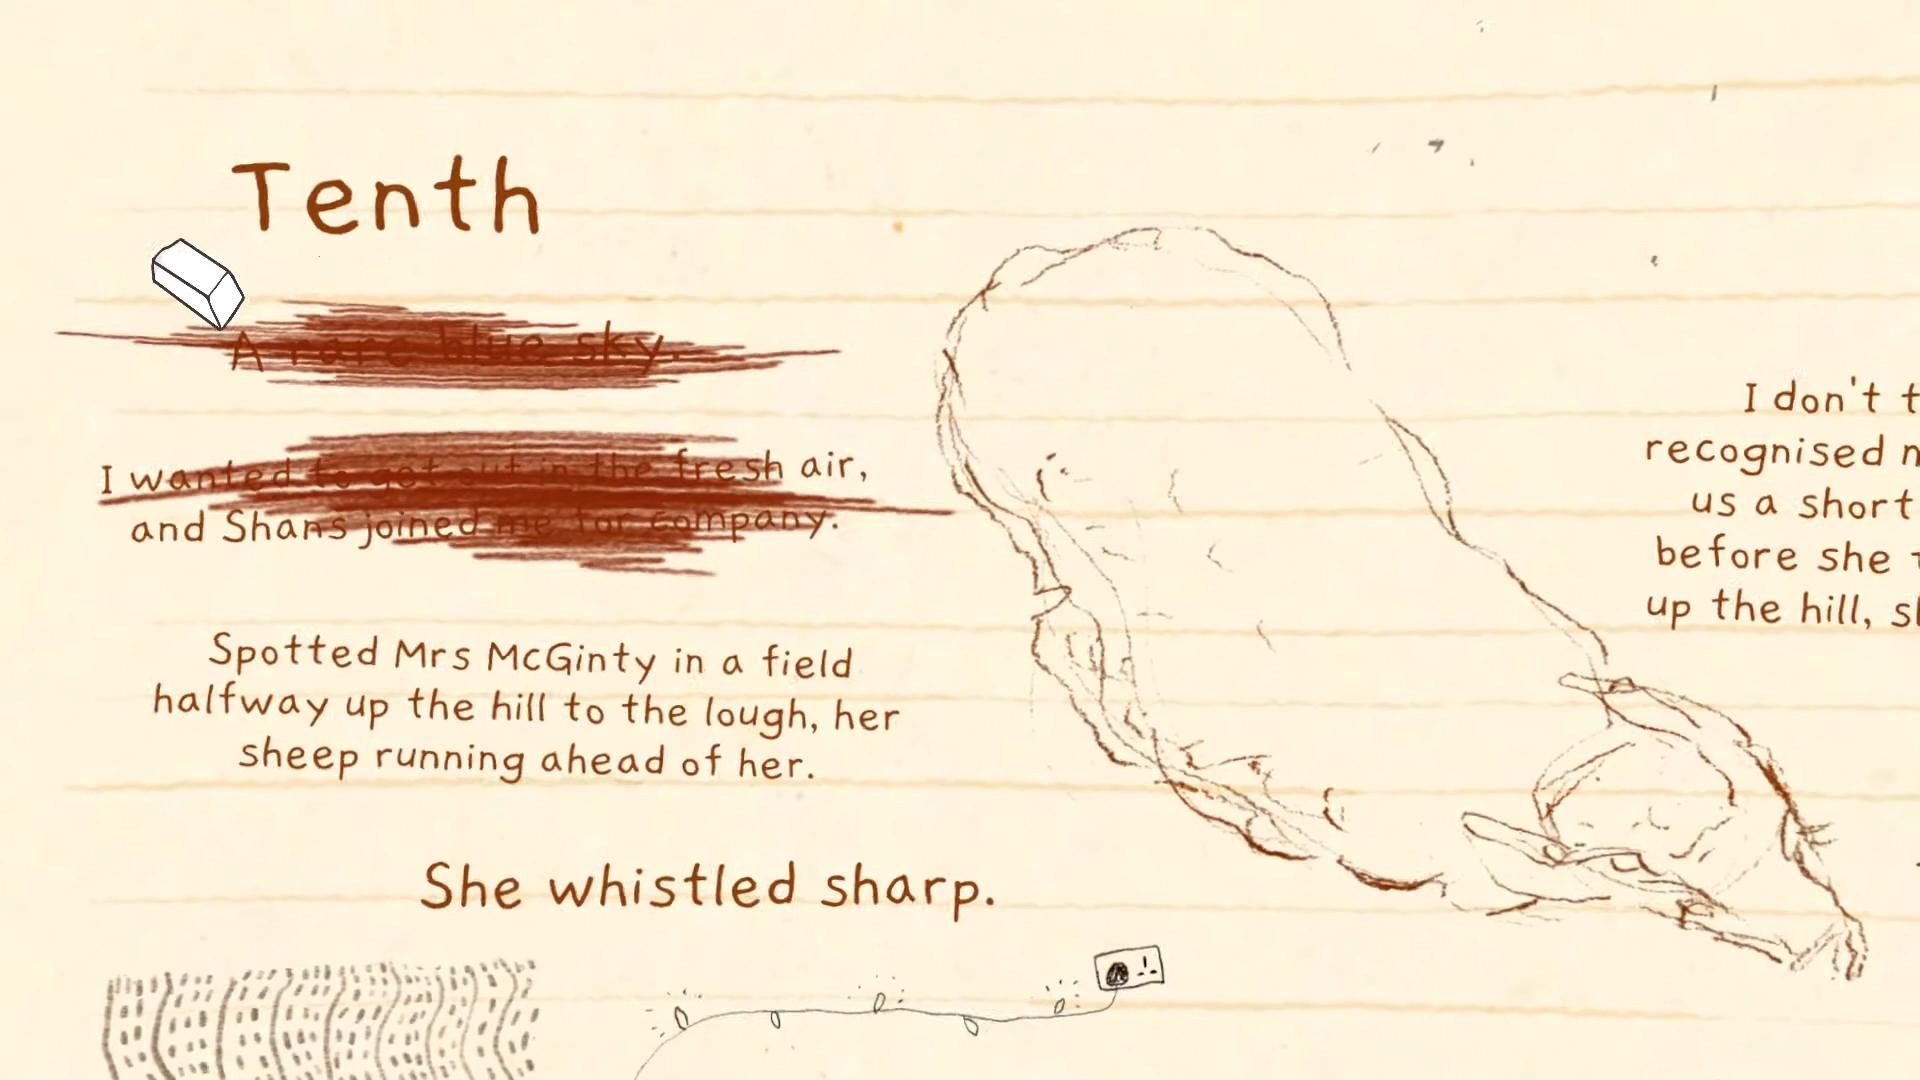 Tenth
A rare blue sky.
I wanted to get out in the fresh air,
and Shans joined me for company.
Spotted Mrs McGinty in a field
halfway up the hill to the lough, her
sheep running ahead of her.
She whistled sharp.
I don't t
recognised
us a short
before she
up the hill,